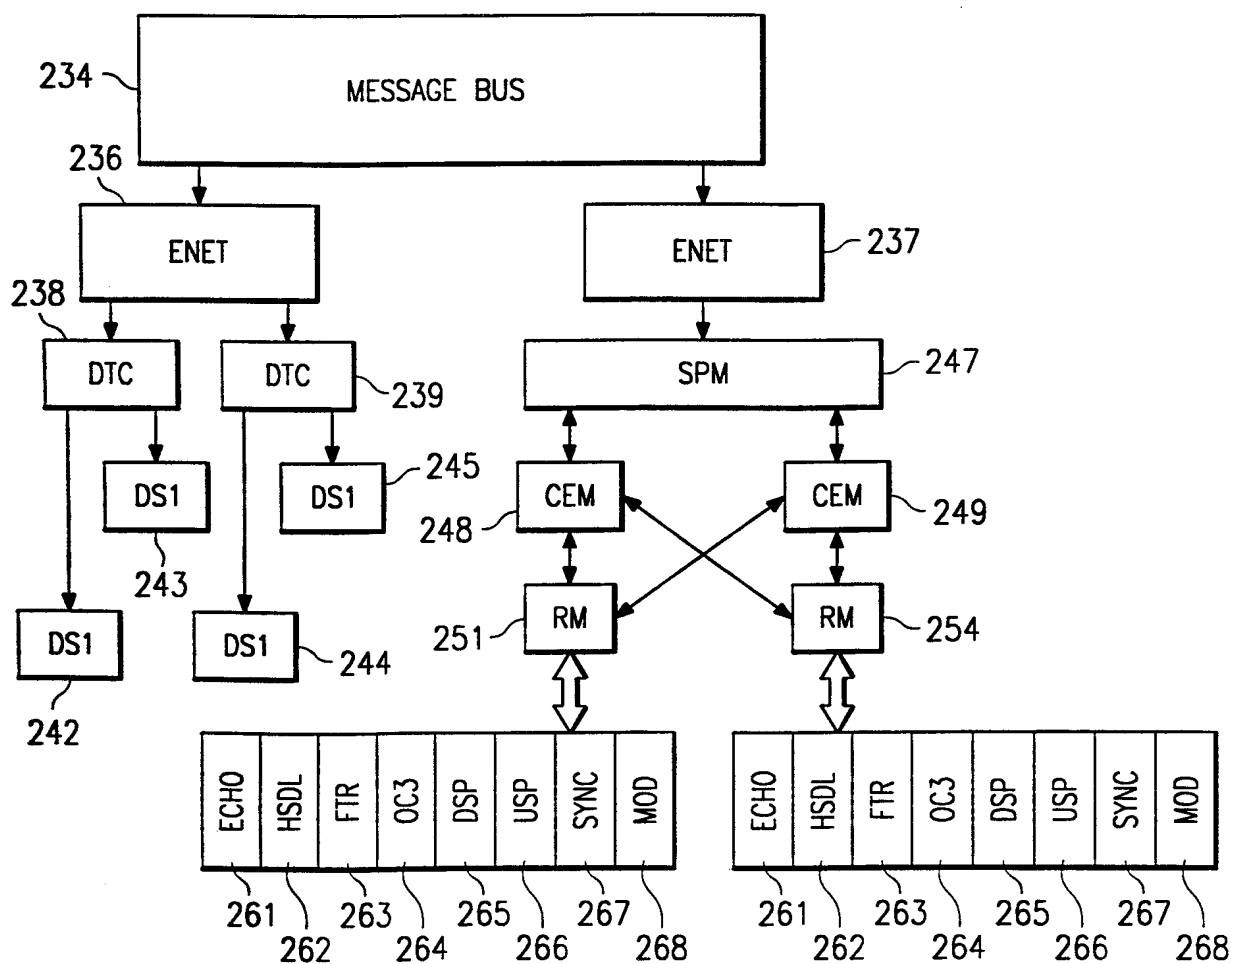 234
MESSAGE BUS
236
ENET
ENET
237
238
DTC
DTC
239
SPM
247
DS1
243
DS1
245
CEM
248
CEM
249
DS1
242
DS1
244
RM
251
RM
254
ECHO
HSDL
FTR
OC3
DSP
USP
SYNC
MOD
ECHO
HSDL
FTR
OC3
DSP
USP
SYNC
MOD
261
262
263
264
265
266
267
268
261
262
263
264
265
266
267
268